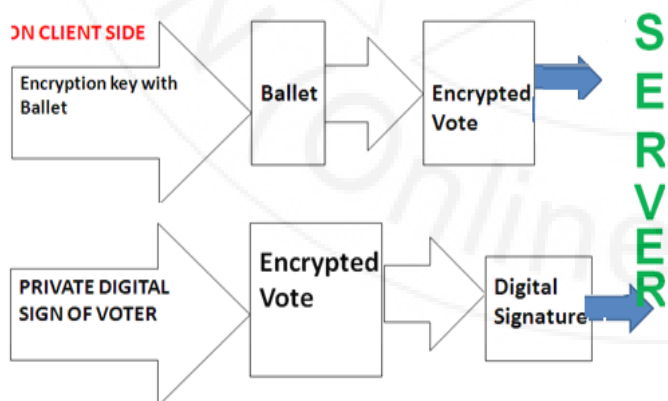 ON CLIENT SIDE
Encryption key with
Ballet
Ballet
Encrypted
Vote
PRIVATE DIGITAL
SIGN OF VOTER
Encrypted
Vote
Digital
Signature
S
E
R
V
E
R
Online